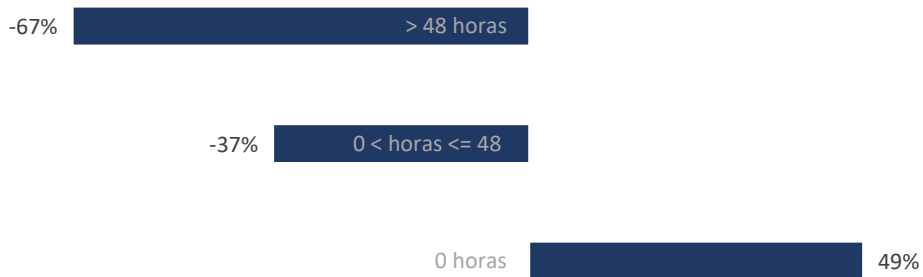 -67% > 48 horas
-37% 0 < horas <= 48
0 horas 49%